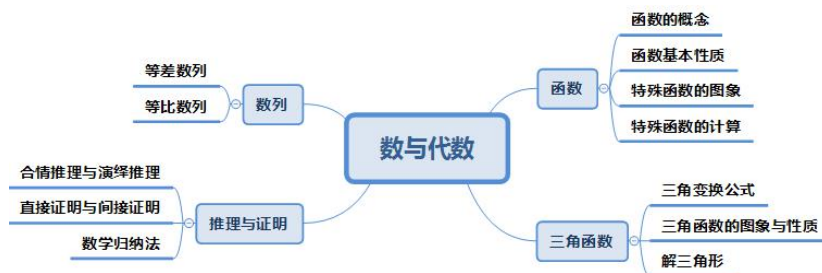 数与代数
函数
函数的概念
函数基本性质
特殊函数的图象
特殊函数的计算
三角函数
三角变换公式
三角函数的图象与性质
解三角形
数列
等差数列
等比数列
推理与证明
合情推理与演绎推理
直接证明与间接证明
数学归纳法